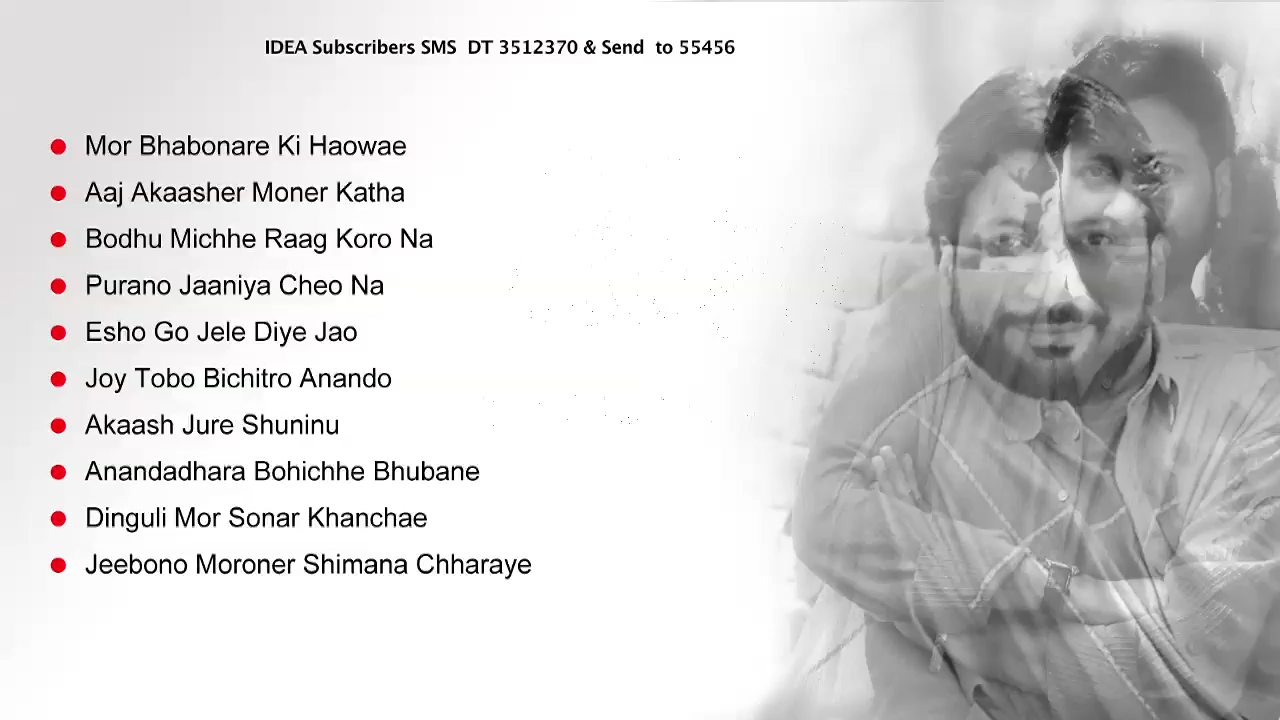 IDEA Subscribers SMS DT 3512370 & Send to 55456
Mor Bhabonare Ki Haowae
Aaj Akaasher Moner Katha
Bodhu Michhe Raag Koro Na
Purano Jaaniya Cheo Na
Esho Go Jele Diye Jao
Joy Tobo Bichitro Anando
Akaash Jure Shuninu
Anandadhara Bohichhe Bhubane
Dinguli Mor Sonar Khanchae
Jeebono Moroner Shimana Chharaye